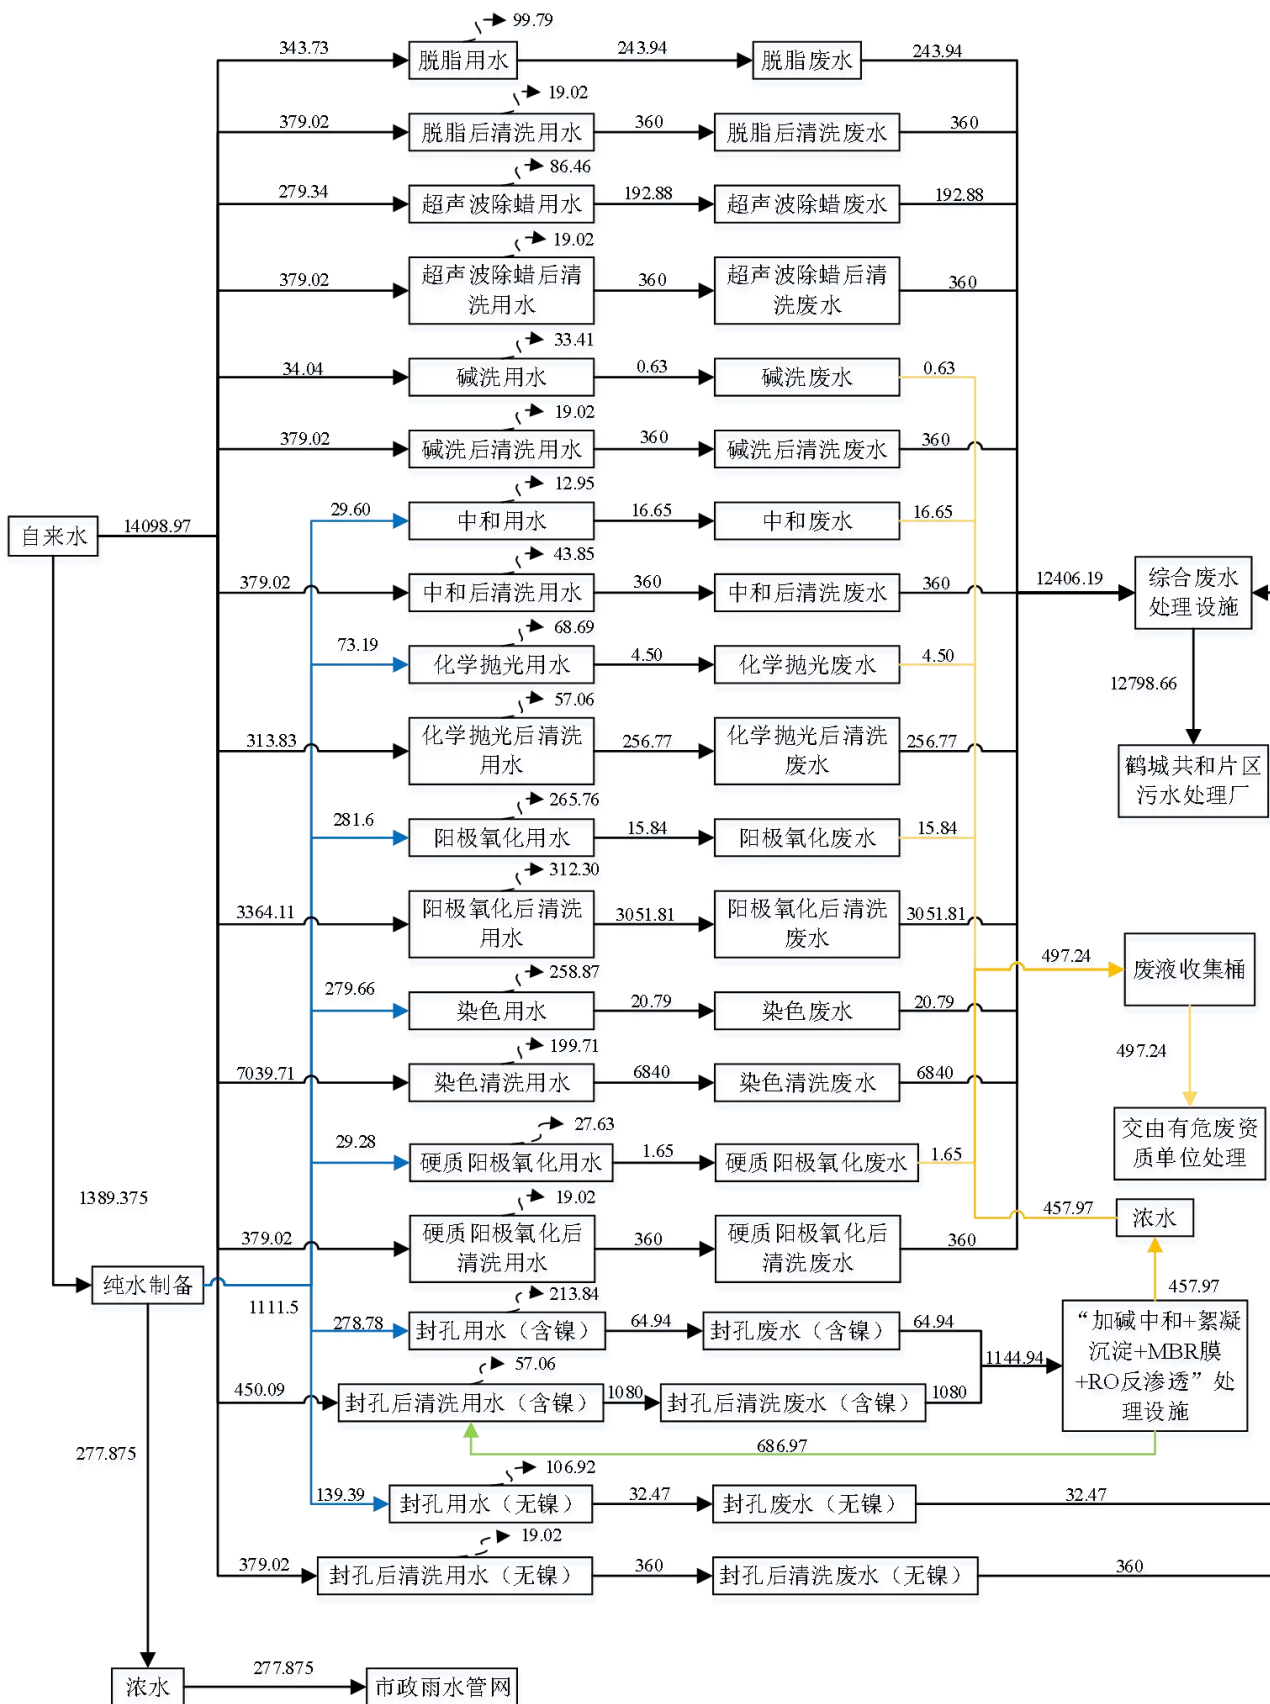 99.79
343.73
脱脂用水
243.94
脱脂废水
243.94
19.02
379.02
脱脂后清洗用水
360
脱脂后清洗废水
360
86.46
279.34
超声波除蜡用水
192.88
超声波除蜡废水
192.88
19.02
379.02
超声波除蜡后清
洗用水
360
超声波除蜡后清
洗废水
360
33.41
34.04
碱洗用水
0.63
碱洗废水
0.63
19.02
379.02
碱洗后清洗用水
360
碱洗后清洗废水
360
12.95
29.60
中和用水
16.65
中和废水
16.65
自来水
14098.97
43.85
379.02
中和后清洗用水
360
中和后清洗废水
360
12406.19
综合废水
处理设施
68.69
73.19
化学抛光用水
4.50
化学抛光废水
4.50
12798.66
57.06
313.83
化学抛光后清洗
用水
256.77
化学抛光后清洗
废水
256.77
鹤城共和片区
污水处理厂
265.76
281.6
阳极氧化用水
15.84
阳极氧化废水
15.84
312.30
3364.11
阳极氧化后清洗
用水
3051.81
阳极氧化后清洗
废水
3051.81
497.24
废液收集桶
258.87
279.66
染色用水
20.79
染色废水
20.79
497.24
199.71
7039.71
染色清洗用水
6840
染色清洗废水
6840
交由有危废资
质单位处理
27.63
29.28
硬质阳极氧化用水
1.65
硬质阳极氧化废水
1.65
1389.375
19.02
379.02
硬质阳极氧化后
清洗用水
360
硬质阳极氧化后
清洗废水
360
457.97
浓水
457.97
纯水制备
1111.5
213.84
278.78
封孔用水（含镍）
64.94
封孔废水（含镍）
64.94
1144.94
“加碱中和+絮凝
沉淀+MBR膜
+RO反渗透”处
理设施
57.06
450.09
封孔后清洗用水（含镍）
1080
封孔后清洗废水（含镍）
1080
686.97
277.875
106.92
139.39
封孔用水（无镍）
32.47
封孔废水（无镍）
32.47
19.02
379.02
封孔后清洗用水（无镍）
360
封孔后清洗废水（无镍）
360
浓水
277.875
市政雨水管网